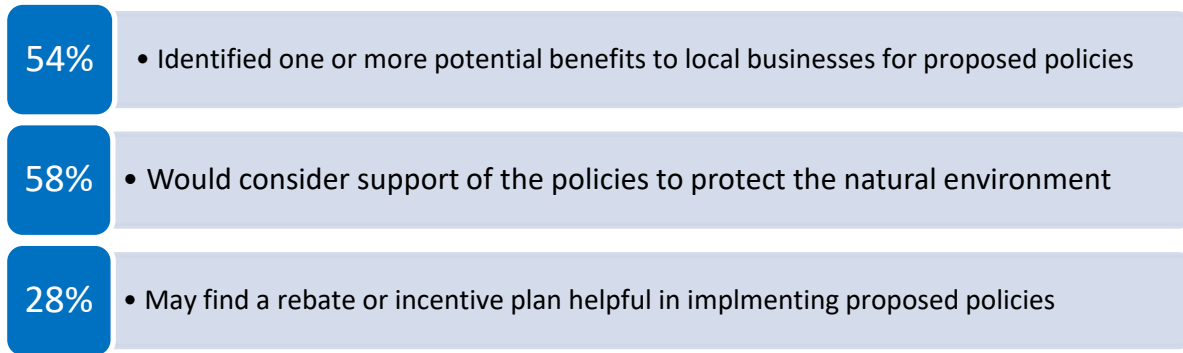 54%
• Identified one or more potential benefits to local businesses for proposed policies
58%
• Would consider support of the policies to protect the natural environment
28%
• May find a rebate or incentive plan helpful in implmenting proposed policies